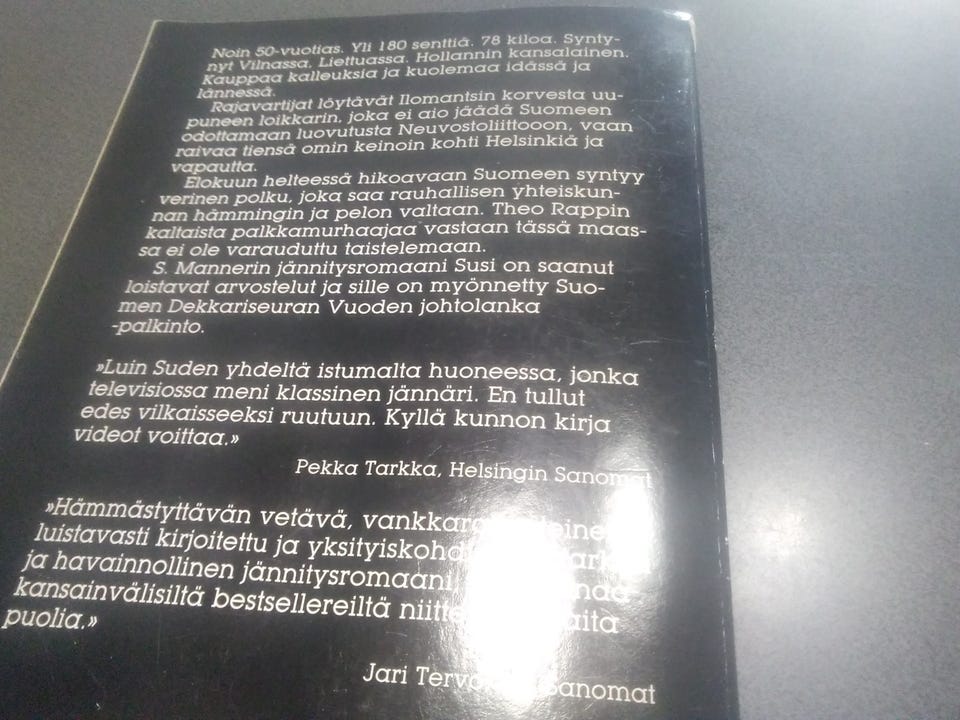 Noin 50-vuotias. Yli 180 senttiä. 78 kiloa. Synty-
nyt Vilnassa, Liettuassa. Hollannin kansalainen.
Kauppaa kalleuksia ja kuolemaa idässä ja
lännessä.
Rajavartijat löytävät Ilomantsin korvesta uu-
puneen loikkarin, joka ei aio jäädä Suomeen
odottamaan luovutusta Neuvostoliittooon, vaan
raivaa tiensä omin keinoin kohti Helsinkiä ja
vapautta.
Elokuun helteessä hikoavaan Suomeen syntyy
verinen polku, joka saa rauhallisen yhteiskun-
nan hämmingin ja pelon valtaan. Theo Rappin
kaltaista palkkamurhaajaa vastaan tässä maas-
sa ei ole varauduttu taistelemaan.
S. Mannerin jännitysromaani Susi on saanut
loistavat arvostelut ja sille on myönnetty Suo-
men Dekkariseuran Vuoden johtolanka
-palkinto.
»Luin Suden yhdeltä istumalta huoneessa, jonka
televisiossa meni klassinen jännäri. En tullut
edes vilkaisseeksi ruutuun. Kyllä kunnon kirja
videot voittaa.»
Pekka Tarkka, Helsingin Sanomat
»Hämmästyttävän vetävä,
luistavasti kirjoitettu ja
ja havainnollinen jännitysromaani
kansainvälisiltä bestsellereiltä
puolia.»
Jari Sanomat